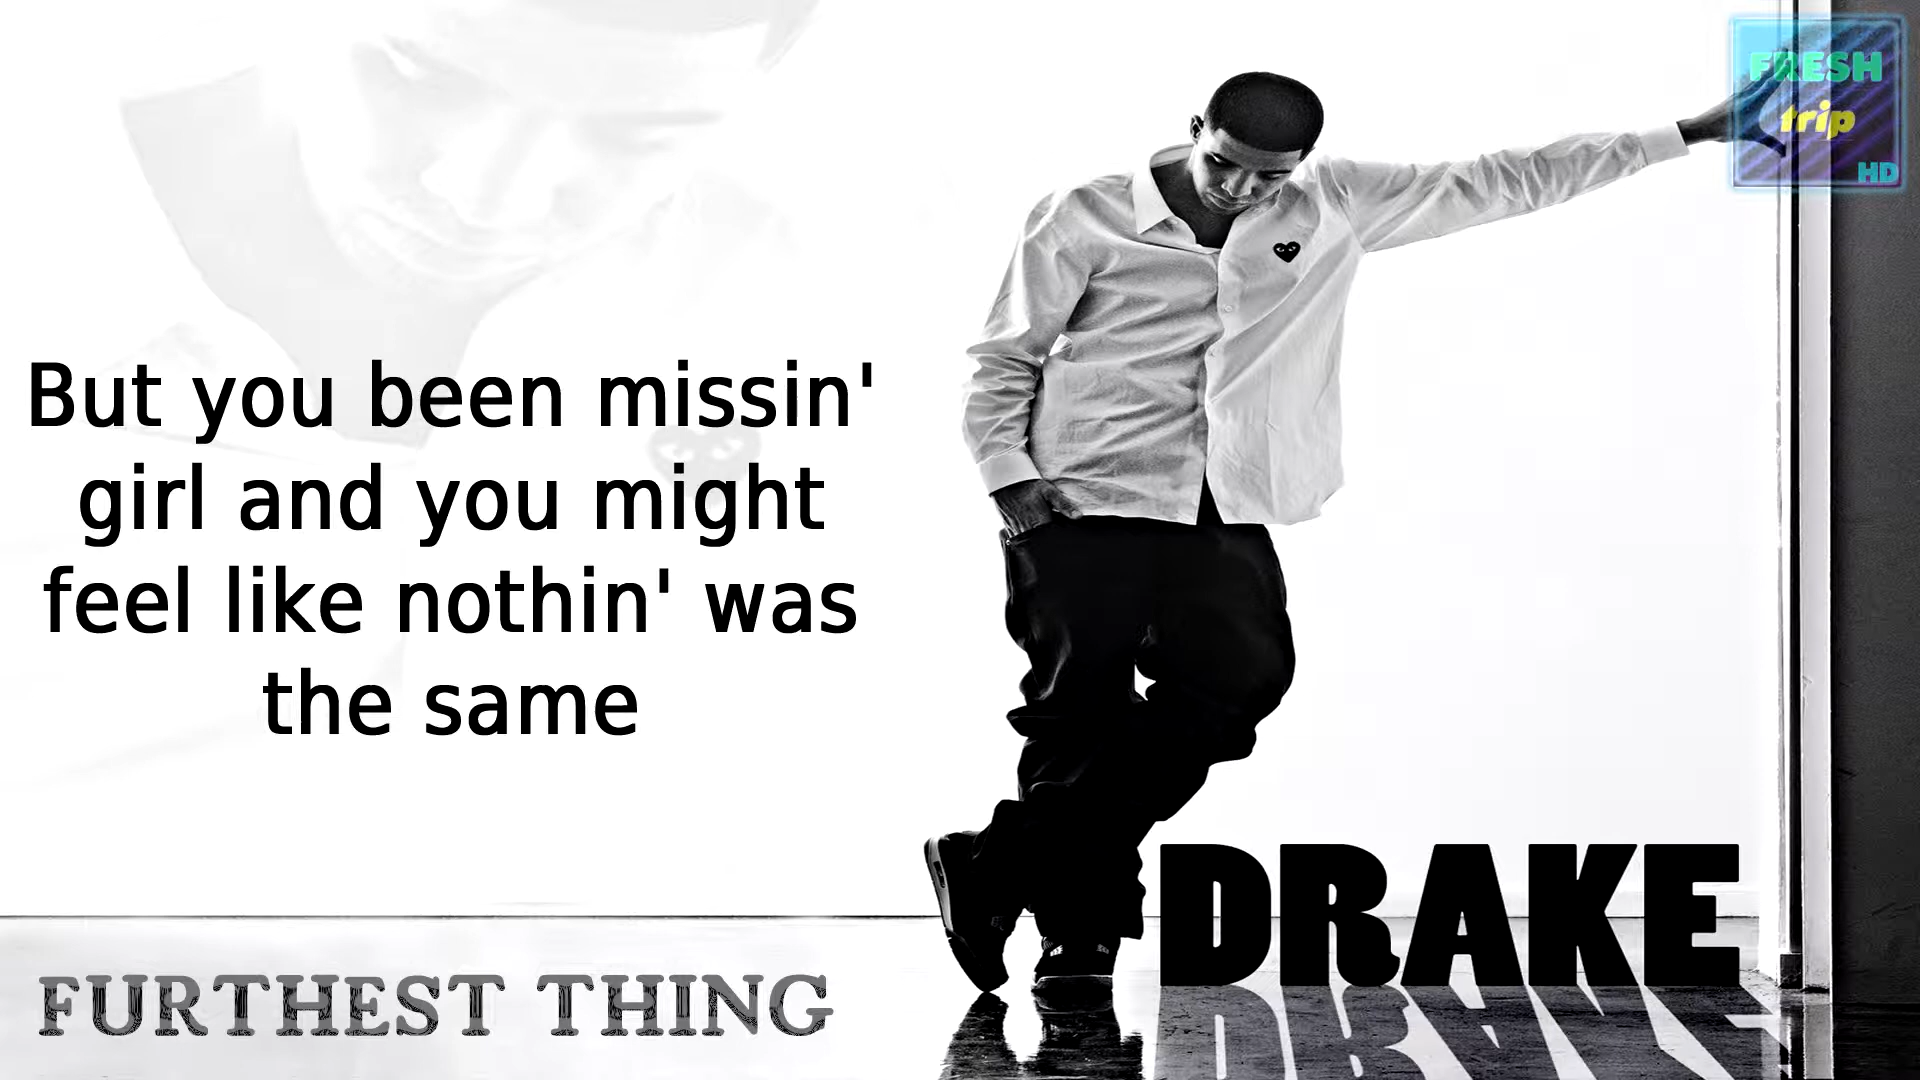 FRESH
trip
HD
But you been missin'
girl and you might
feel like nothin' was
the same
DRAKE
FURTHEST THING